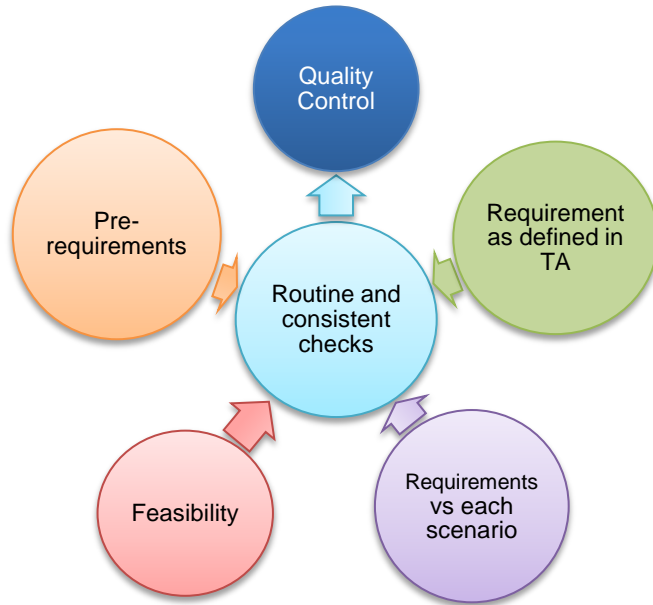 Quality
Control
Pre-
requirements
Requirement
as defined in
TA
Routine and
consistent
checks
Feasibility
Requirements
vs each
scenario